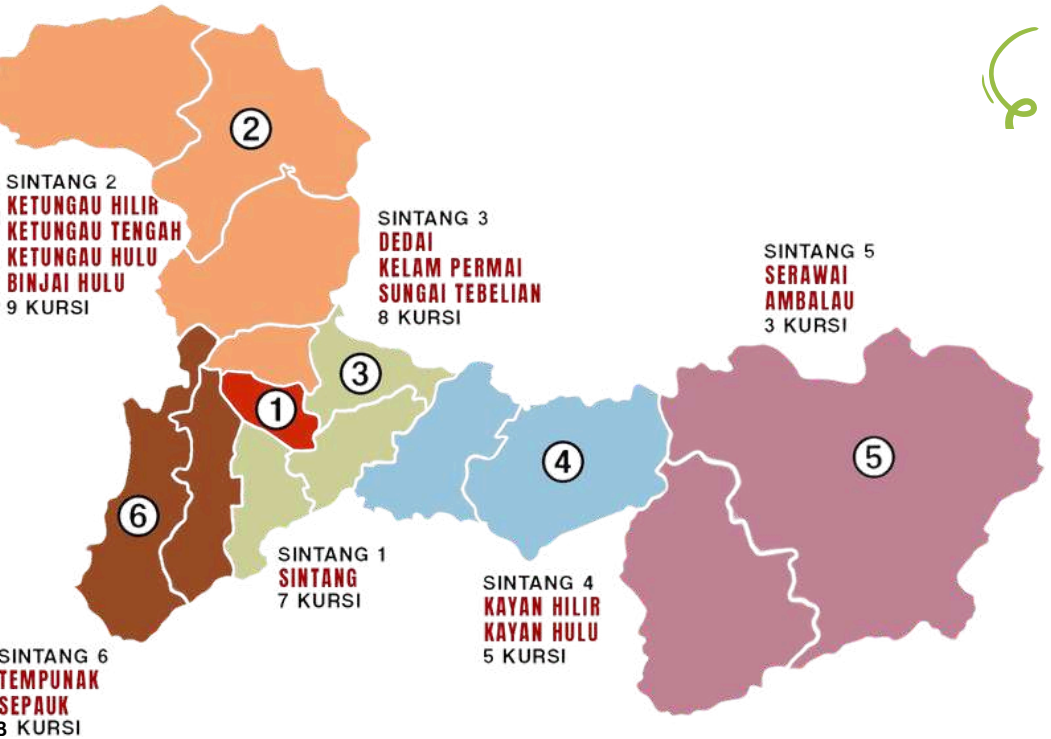 2
SINTANG 2
KETUNGAU HILIR
KETUNGAU TENGAH
KETUNGAU HULU
BINJAI HULU
9 KURSI
SINTANG 3
DEDAI
KELAM PERMAI
SUNGAI TEBELIAN
8 KURSI
SINTANG 5
SERAWAI
AMBALAU
3 KURSI
3
1
4
5
6
SINTANG 1
SINTANG
7 KURSI
SINTANG 4
KAYAN HILIR
KAYAN HULU
5 KURSI
SINTANG 6
TEMPUNAK
SEPAUK
8 KURSI